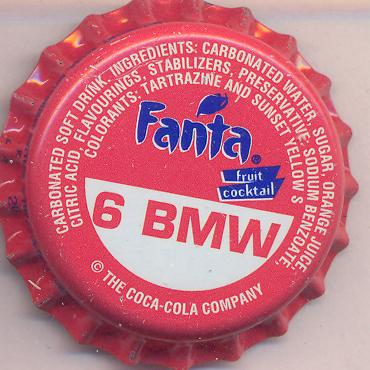 CARBONATED SOFT DRINK. INGREDIENTS: CARBONATED WATER, SUGAR, ORANGE JUICE,
CITRIC ACID, FLAVOURINGS, STABILIZERS, PRESERVATIVE: SODIUM BENZOATE,
COLORANTS: TARTRAZINE AND SUNSET YELLOW S
Fanta®
fruit
cocktail
6 BMW
© THE COCA-COLA COMPANY